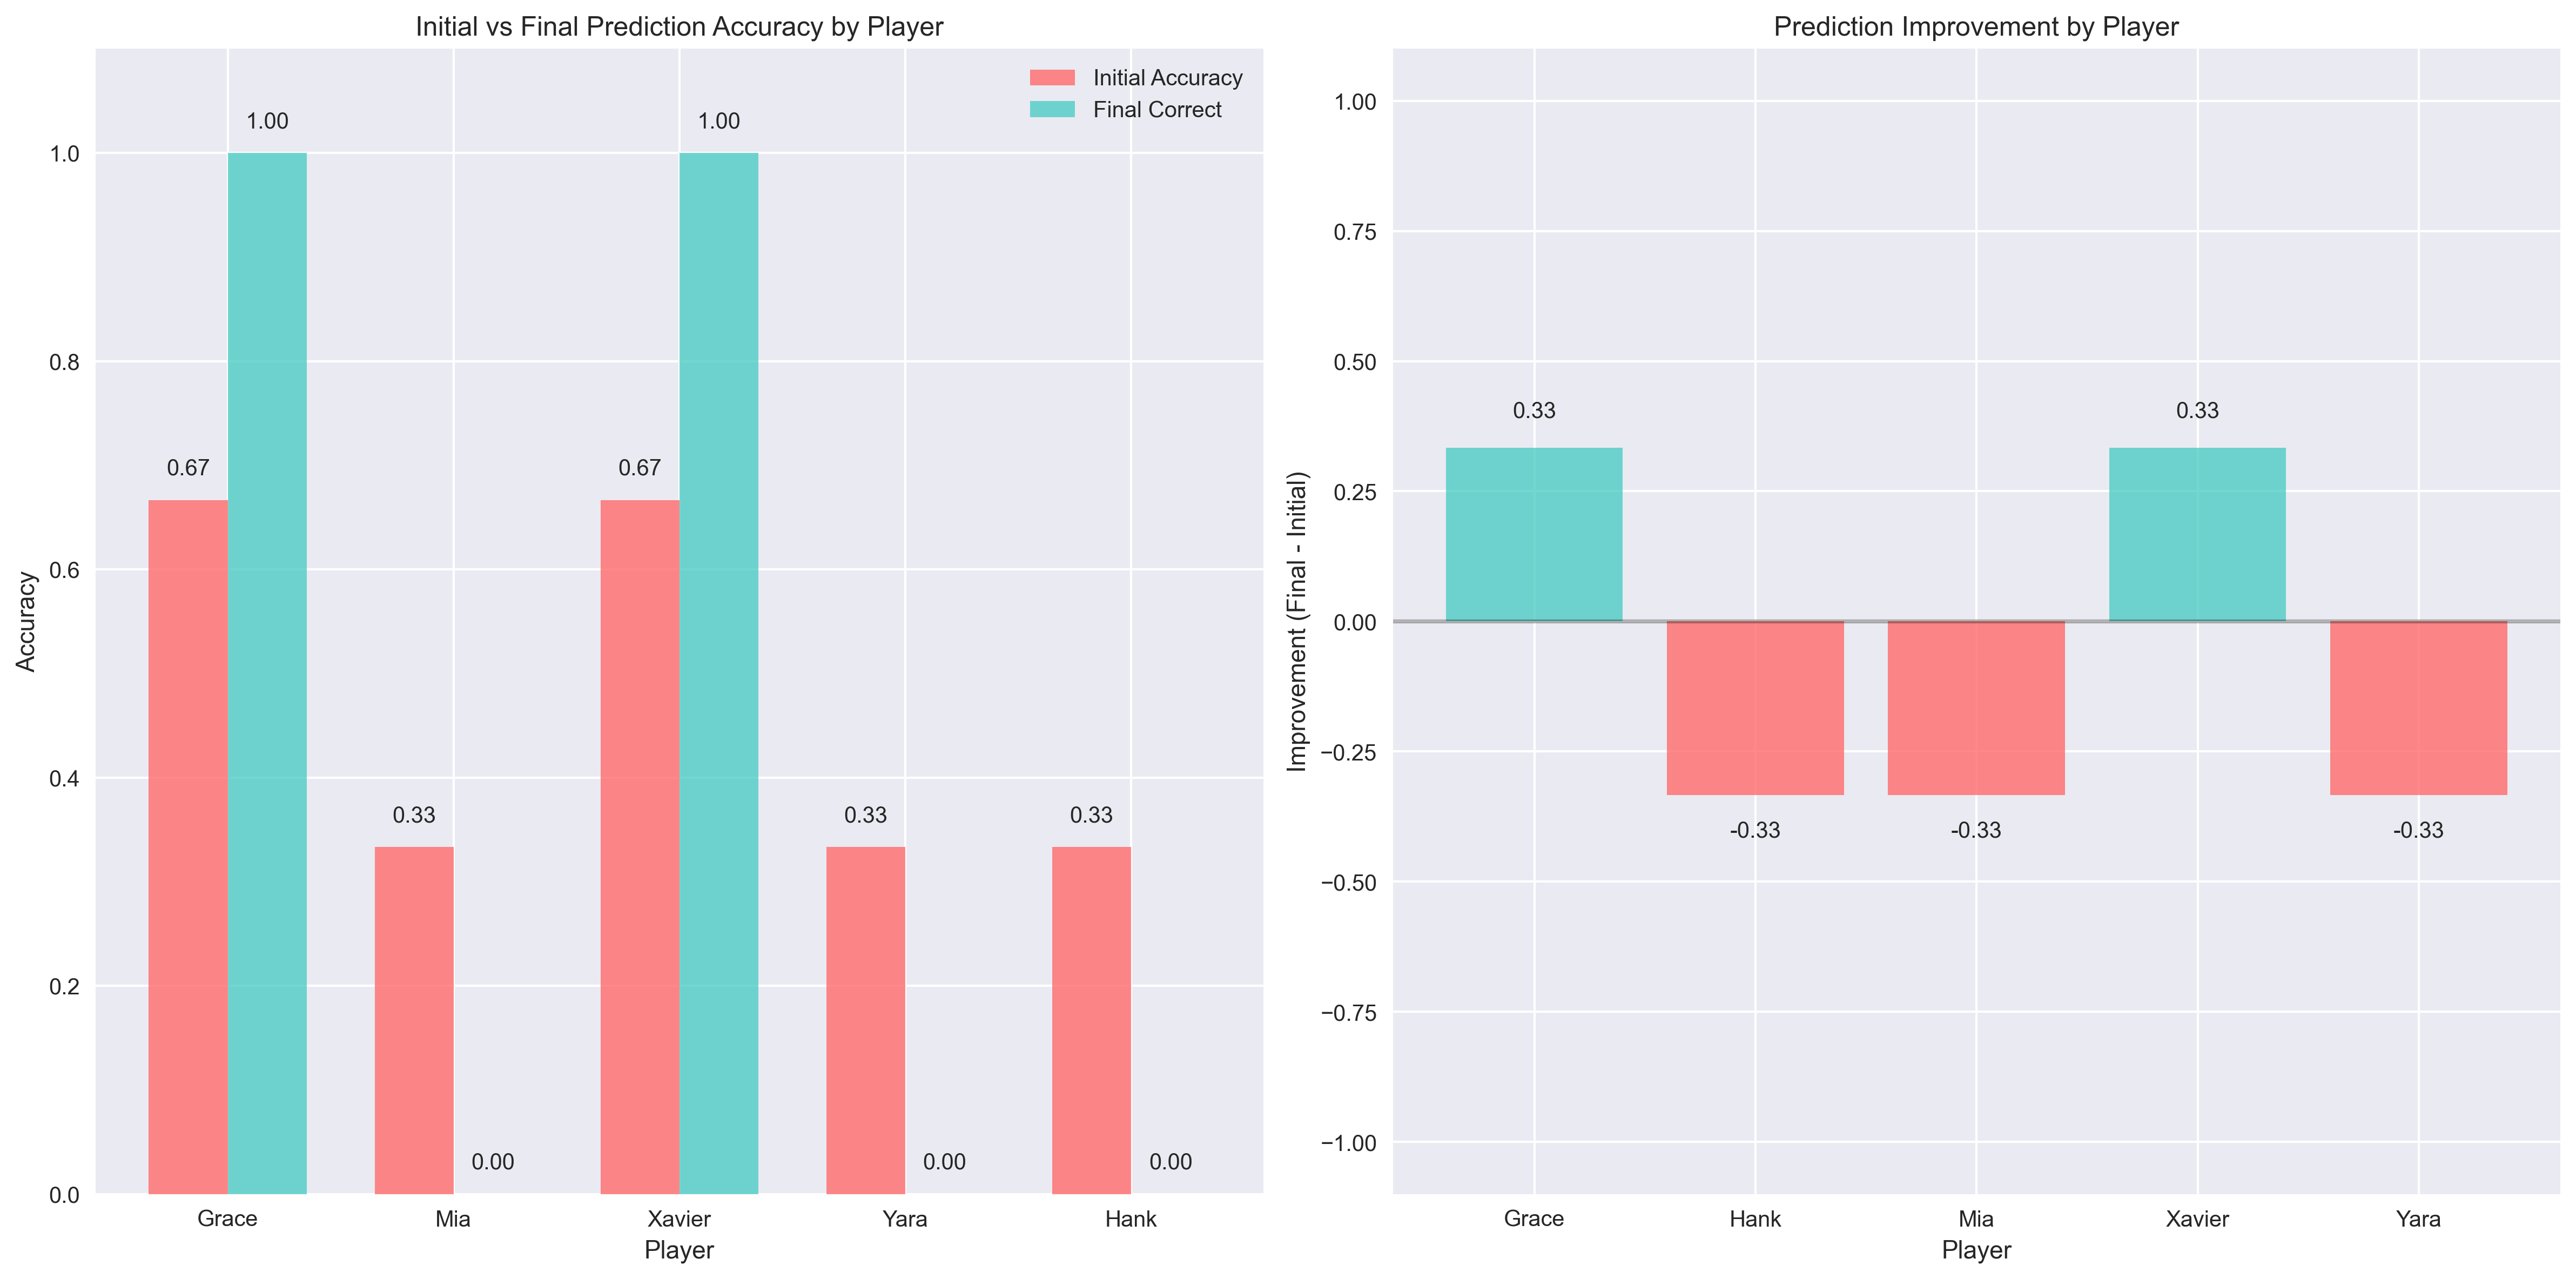 Initial vs Final Prediction Accuracy by Player
Initial Accuracy
Final Correct
1.00
1.00
0.67
0.67
0.33
0.33
0.33
0.00
0.00
0.00
1.0
0.8
0.6
0.4
0.2
0.0
Accuracy
Grace
Mia
Xavier
Yara
Hank
Player
Prediction Improvement by Player
1.00
0.75
0.50
0.25
0.00
−0.25
−0.50
−0.75
−1.00
Improvement (Final - Initial)
0.33
0.33
-0.33
-0.33
-0.33
Grace
Hank
Mia
Xavier
Yara
Player